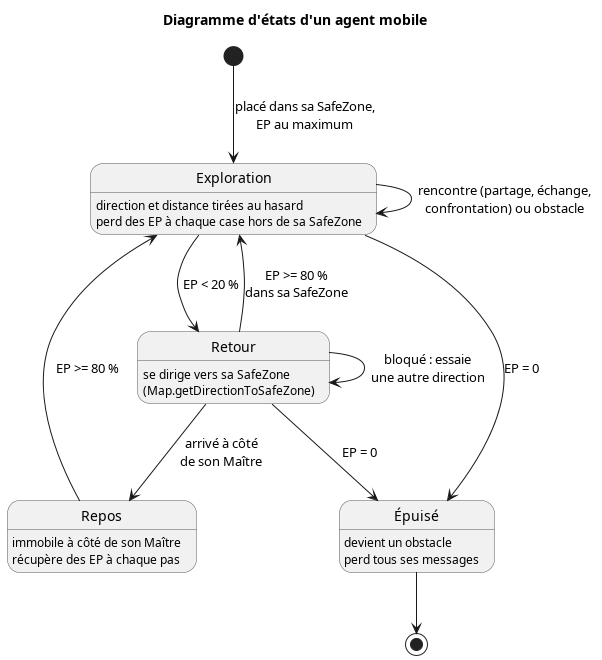 Diagramme d'états d'un agent mobile
placé dans sa SafeZone,
EP au maximum
Exploration
direction et distance tirées au hasard
perd des EP à chaque case hors de sa SafeZone
rencontre (partage, échange,
confrontation) ou obstacle
EP < 20 %
EP >= 80 %
dans sa SafeZone
Retour
se dirige vers sa SafeZone
(Map.getDirectionToSafeZone)
bloqué : essaie
une autre direction
EP >= 80 %
EP = 0
arrivé à côté
de son Maître
EP = 0
Repos
immobile à côté de son Maître
récupère des EP à chaque pas
Épuisé
devient un obstacle
perd tous ses messages